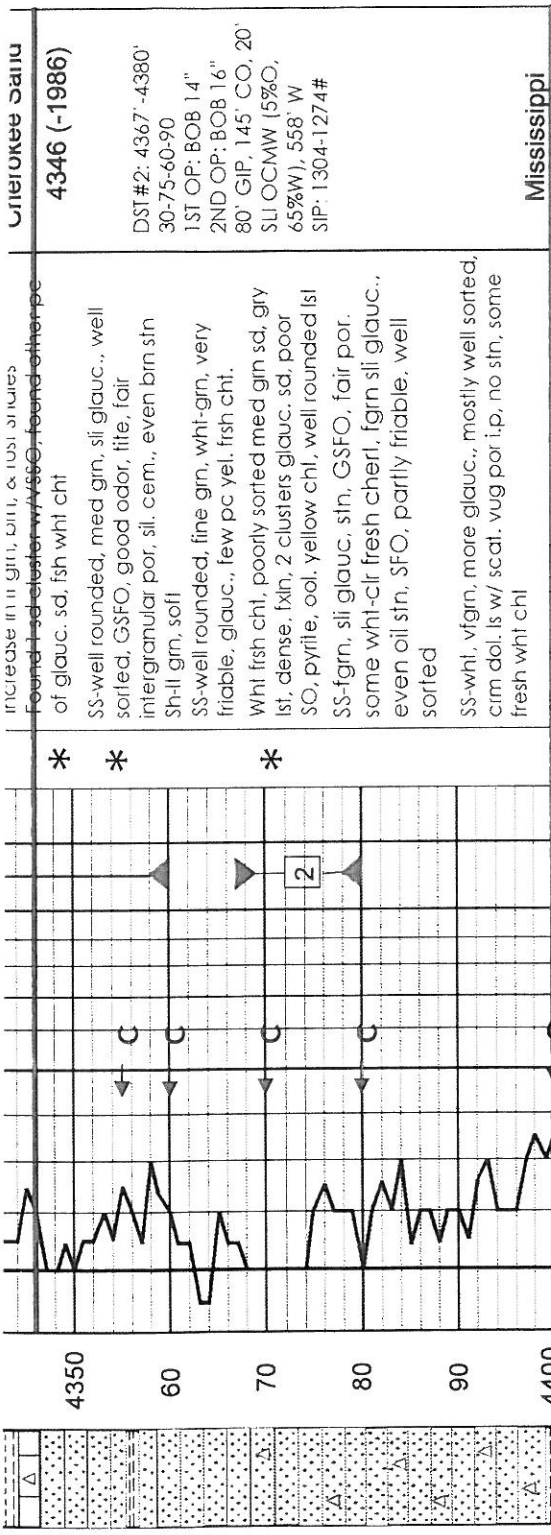 Cherokee Sand
4346 (-1986)
DST#2: 4367'-4380'
30-75-60-90
1ST OP: BOB 14"
2ND OP: BOB 16"
80' GIP, 145' CO, 20'
SLI OCMW (5%O,
65%W), 558' W
SIP: 1304-1274#
Mississippi
increase in lt grn, brn, & rust shales
Found 1 sd cluster w/VSSO, found other pc
of glauc. sd, fsh wht cht
SS-well rounded, med grn, sli glauc., well
sorted, GSFO, good odor, tite, fair
intergranular por, sil. cem., even brn stn
Sh-lt grn, soft
SS-well rounded, fine grn, wht-grn, very
friable, glauc., few pc yel. frsh cht.
Wht frsh cht, poorly sorted med grn sd, gry
lst, dense, fxln, 2 clusters glauc. sd, poor
SO, pyrite, ool. yellow cht, well rounded lst
SS-fgrn, sli glauc, stn, GSFO, fair por.
some wht-clr fresh chert, fgrn sli glauc.,
even oil stn, SFO, partly friable, well
sorted
SS-wht, vfgrn, more glauc., mostly well sorted,
crm dol. ls w/ scat. vug por i.p, no stn, some
fresh wht cht
*
*
*
2
C
C
C
C
4350
60
70
80
90
4400